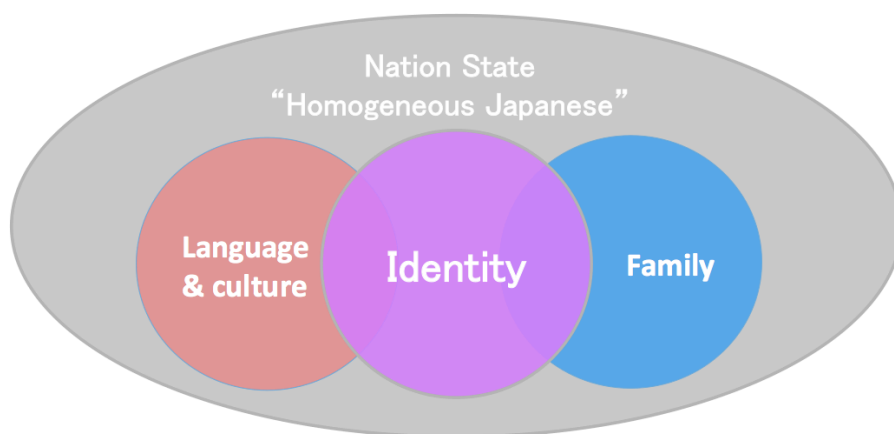 Nation State
“Homogeneous Japanese”
Language
& culture
Identity
Family